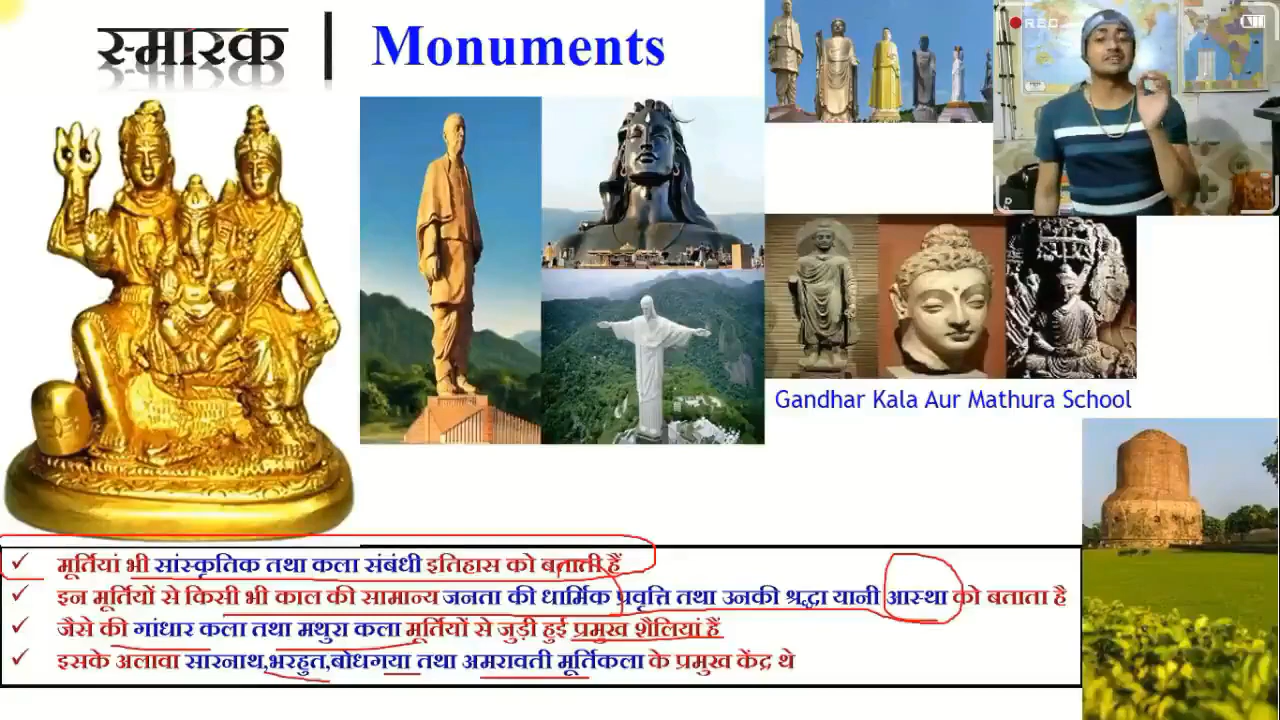 स्मारक | Monuments
REC
Gandhar Kala Aur Mathura School
मूर्तियां भी सांस्कृतिक तथा कला संबंधी इतिहास को बताती हैं
इन मूर्तियों से किसी भी काल की सामान्य जनता की धार्मिक प्रवृत्ति तथा उनकी श्रद्धा यानी आस्था को बताता है
जैसे की गांधार कला तथा मथुरा कला मूर्तियों से जुड़ी हुई प्रमुख शैलियां हैं
इसके अलावा सारनाथ,भरहुत,बोधगया तथा अमरावती मूर्तिकला के प्रमुख केंद्र थे